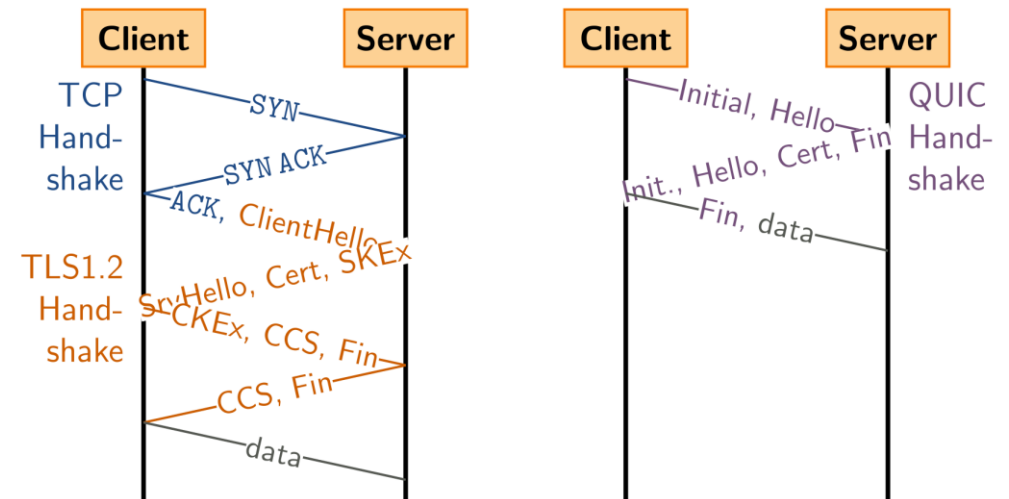 Client
Server
TCP
Hand-
shake
SYN
SYN ACK
ACK, ClientHello
TLS1.2
Hand-
shake
SrvHello, Cert, SKEx
CKEx, CCS, Fin
CCS, Fin
data
Client
Server
Initial, Hello
QUIC
Hand-
shake
Init., Hello, Cert, Fin
Fin, data